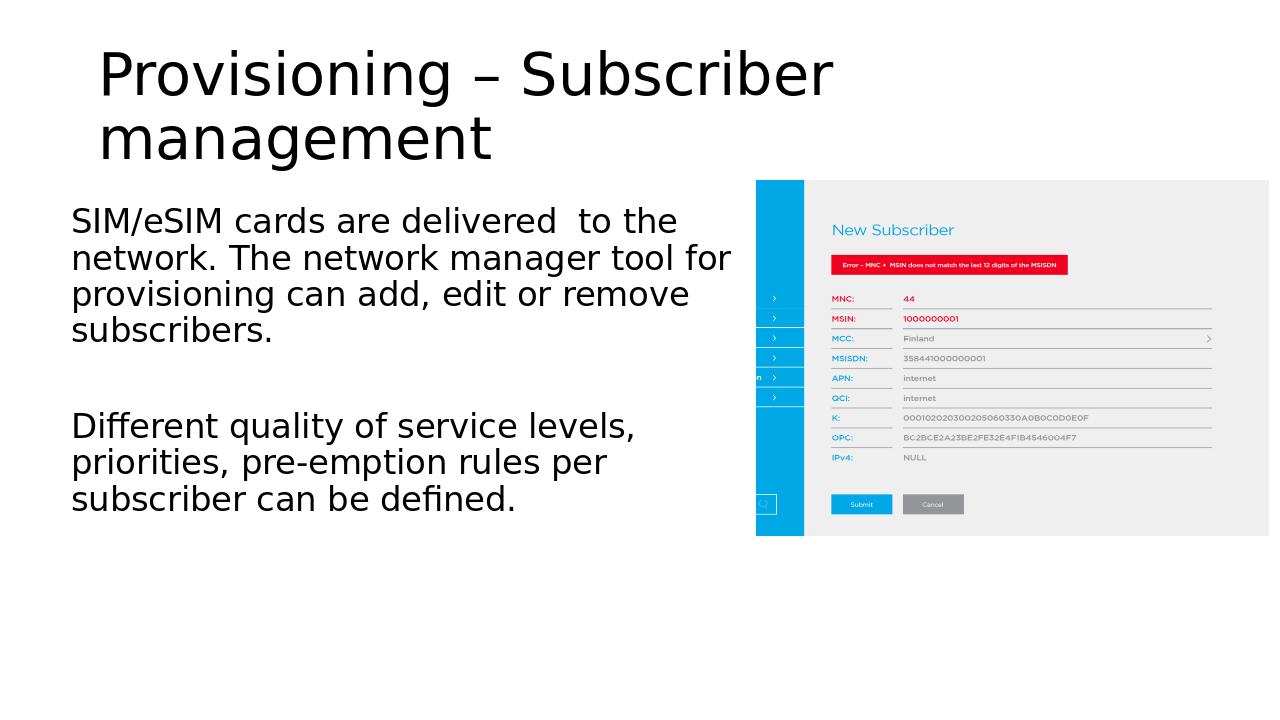 Provisioning – Subscriber
management
SIM/eSIM cards are delivered  to the
network. The network manager tool for
provisioning can add, edit or remove
subscribers.
Different quality of service levels,
priorities, pre-emption rules per
subscriber can be defined.
New Subscriber
Error – MNC + MSIN does not match the last 12 digits of the MSISDN
MNC: 44
MSIN: 1000000001
MCC: Finland
MSISDN: 358441000000001
APN: internet
QCI: internet
K: 000102020300205060330A0B0C0D0E0F
OPC: BC2BCE2A23BE2FE32E4F1B4546004F7
IPv4: NULL
Submit Cancel